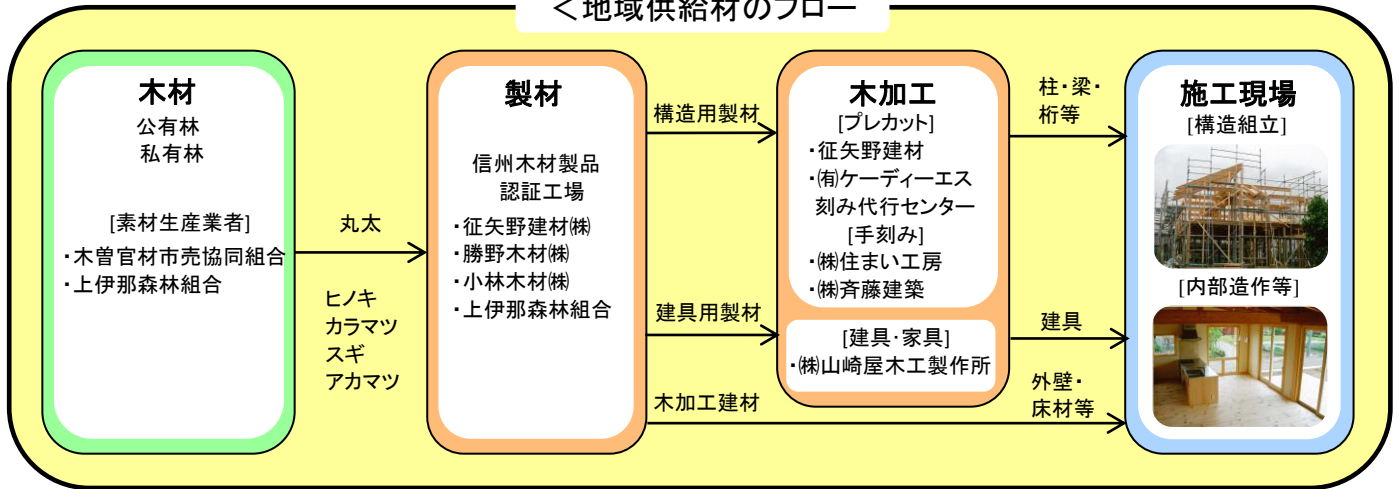 <地域供給材のフロー
木材
公有林
私有林
[素材生産業者]
・木曽官材市売協同組合
・上伊那森林組合
丸太
ヒノキ
カラマツ
スギ
アカマツ
製材
信州木材製品
認証工場
・征矢野建材㈱
・勝野木材㈱
・小林木材㈱
・上伊那森林組合
構造用製材
建具用製材
木加工建材
木加工
[プレカット]
・征矢野建材
・㈲ケーディーエス
刻み代行センター
[手刻み]
・㈱住まい工房
・㈱斉藤建築
[建具・家具]
・㈱山崎屋木工製作所
柱・梁・
桁等
建具
外壁・
床材等
施工現場
[構造組立]
[内部造作等]